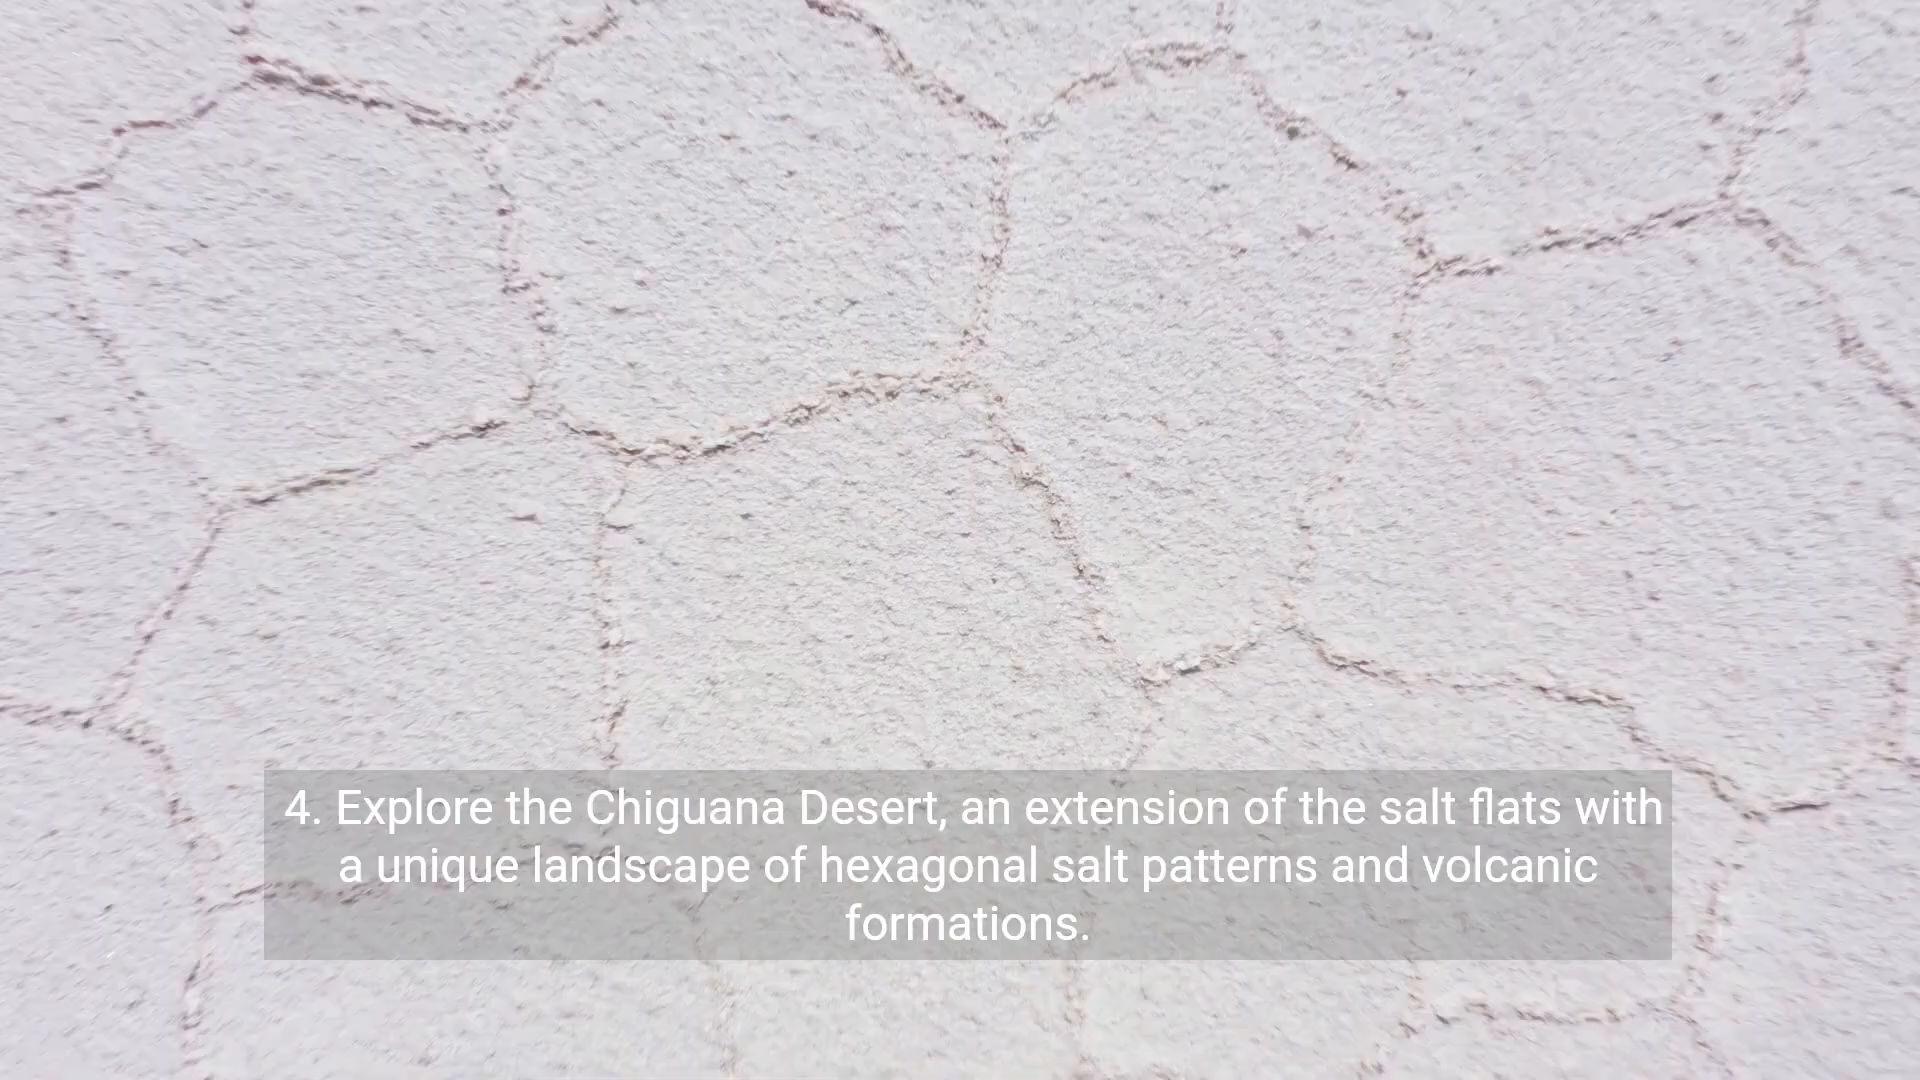 4. Explore the Chiguana Desert, an extension of the salt flats with
a unique landscape of hexagonal salt patterns and volcanic
formations.